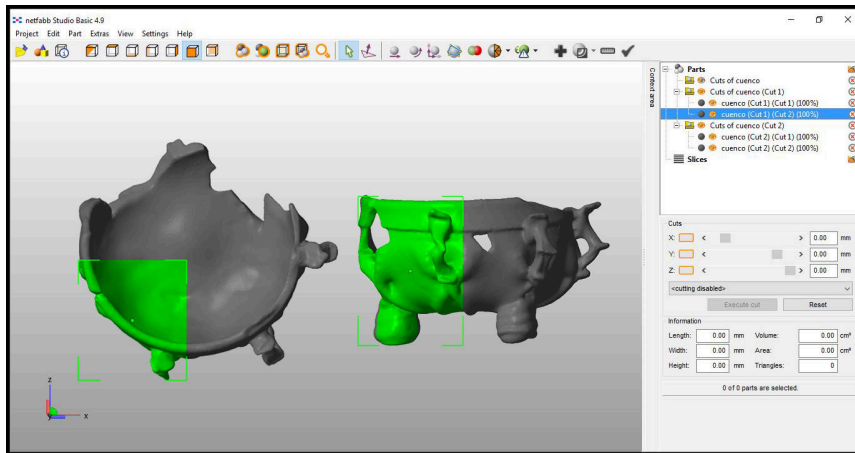 netfabb Studio Basic 4.9
Project Edit Part Extras View Settings Help
Context area
Parts
Cuts of cuenco
Cuts of cuenco (Cut 1)
cuenco (Cut 1) (Cut 1) (100%)
cuenco (Cut 1) (Cut 2) (100%)
Cuts of cuenco (Cut 2)
cuenco (Cut 2) (Cut 1) (100%)
cuenco (Cut 2) (Cut 2) (100%)
Slices
Cuts
X: < > 0.00 mm
Y: < > 0.00 mm
Z: < > 0.00 mm
<cutting disabled>
Execute cut Reset
Information
Length: 0.00 mm Volume: 0.00 cm³
Width: 0.00 mm Area: 0.00 cm²
Height: 0.00 mm Triangles: 0
0 of 0 parts are selected.
z
y x